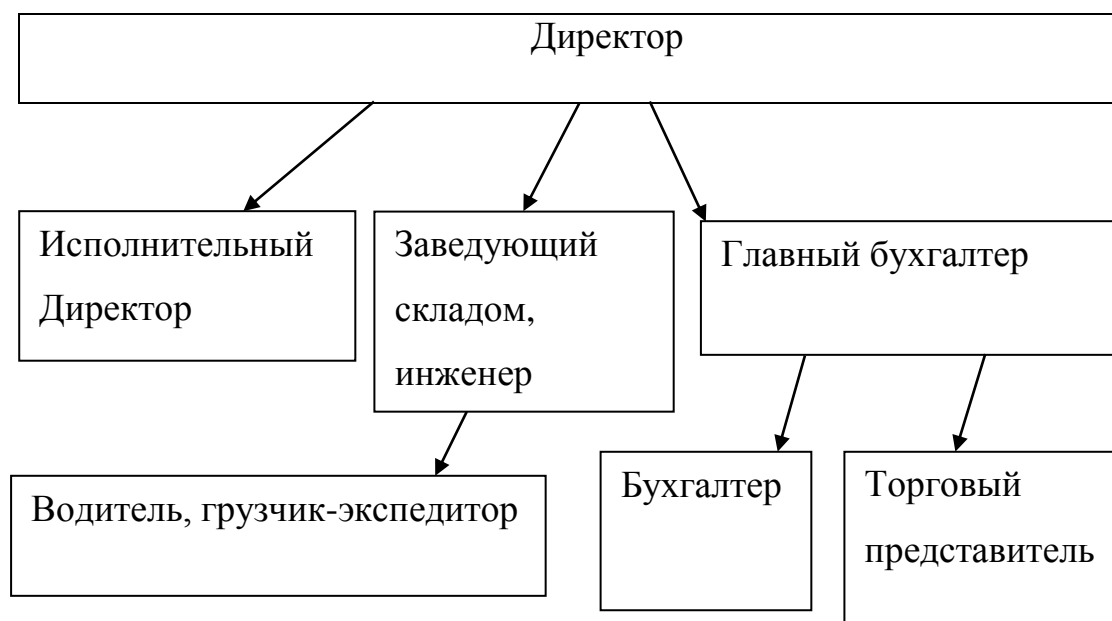 Директор
Исполнительный
Директор
Заведующий
складом,
инженер
Главный бухгалтер
Водитель, грузчик-экспедитор
Бухгалтер
Торговый
представитель